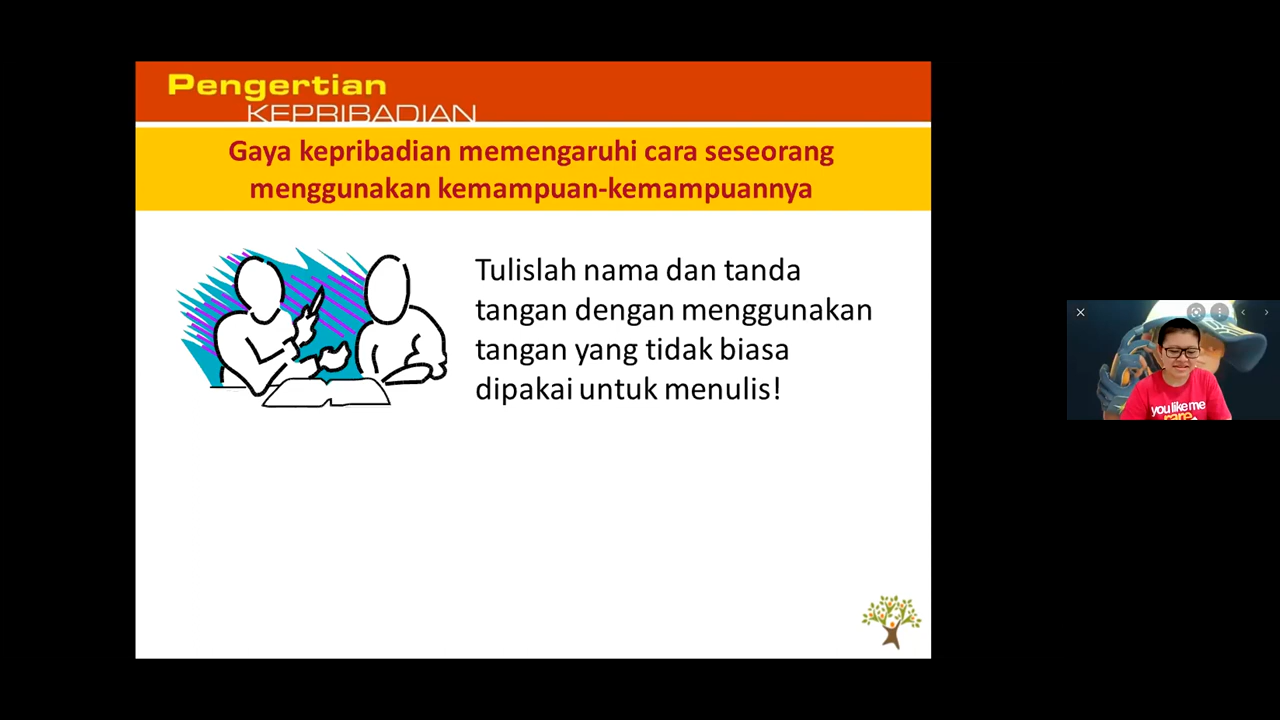 Pengertian
KEPRIBADIAN
Gaya kepribadian memengaruhi cara seseorang
menggunakan kemampuan-kemampuannya
Tulislah nama dan tanda
tangan dengan menggunakan
tangan yang tidak biasa
dipakai untuk menulis!
you like me
rare